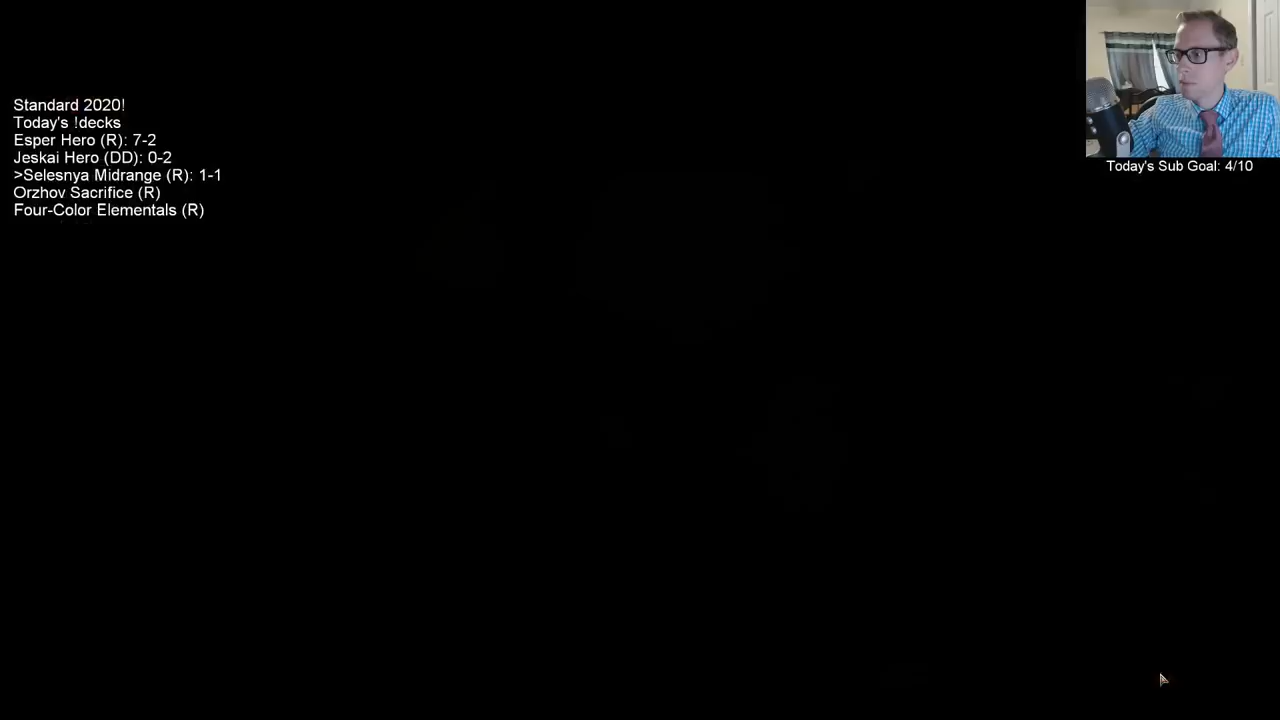 Standard 2020!
Today's !decks
Esper Hero (R): 7-2
Jeskai Hero (DD): 0-2
>Selesnya Midrange (R): 1-1
Orzhov Sacrifice (R)
Four-Color Elementals (R)
Today's Sub Goal: 4/10